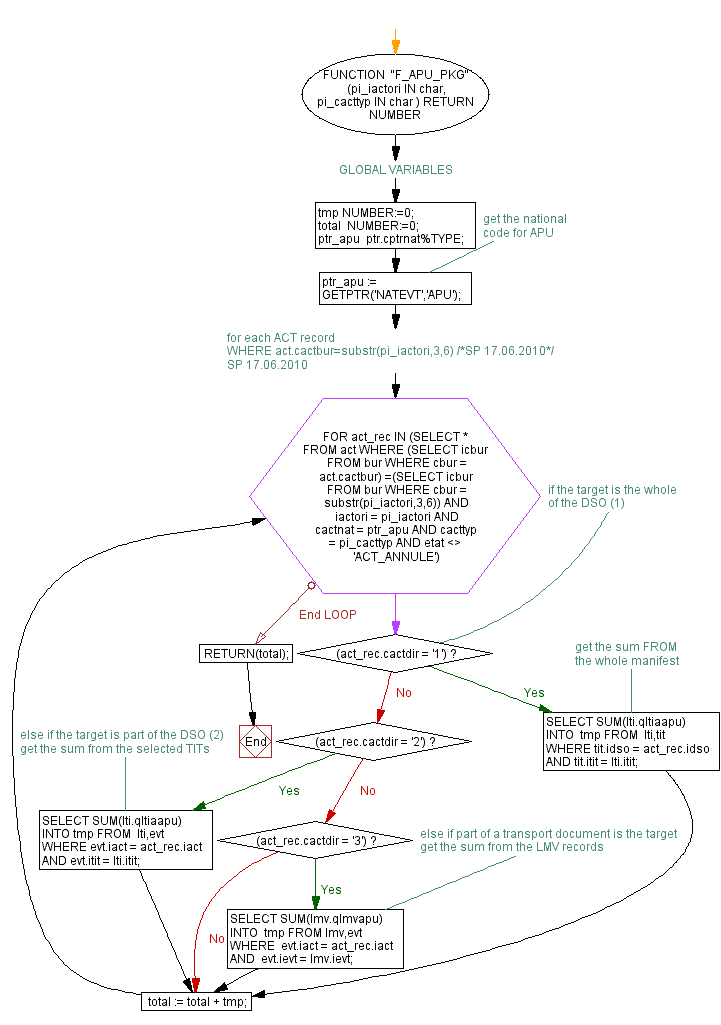 FUNCTION "F_APU_PKG"
(pi_iactori IN char,
pi_cacttyp IN char ) RETURN
NUMBER
GLOBAL VARIABLES
tmp NUMBER:=0;
total NUMBER:=0;
ptr_apu ptr.cptrnat%TYPE;
get the national
code for APU
ptr_apu :=
GETPTR('NATEVT','APU');
for each ACT record
WHERE act.cactbur=substr(pi_iactori,3,6) /*SP 17.06.2010*/
SP 17.06.2010
FOR act_rec IN (SELECT *
FROM act WHERE (SELECT icbur
FROM bur WHERE cbur =
act.cactbur) =(SELECT icbur
FROM bur WHERE cbur =
substr(pi_iactori,3,6)) AND
iactori = pi_iactori AND
cactnat = ptr_apu AND cacttyp
= pi_cacttyp AND etat <>
'ACT_ANNULE')
if the target is the whole
of the DSO (1)
End LOOP
RETURN(total);
(act_rec.cactdir = '1') ?
get the sum FROM
the whole manifest
No
Yes
SELECT SUM(lti.qltiaapu)
INTO tmp FROM lti,tit
WHERE tit.idso = act_rec.idso
AND tit.itit = lti.itit;
End
(act_rec.cactdir = '2') ?
else if the target is part of the DSO (2)
get the sum from the selected TITs
Yes
No
SELECT SUM(lti.qltiaapu)
INTO tmp FROM lti,evt
WHERE evt.iact = act_rec.iact
AND evt.itit = lti.itit;
(act_rec.cactdir = '3') ?
else if part of a transport document is the target
get the sum from the LMV records
Yes
No
SELECT SUM(lmv.qlmvapu)
INTO tmp FROM lmv,evt
WHERE evt.iact = act_rec.iact
AND evt.ievt = lmv.ievt;
total := total + tmp;